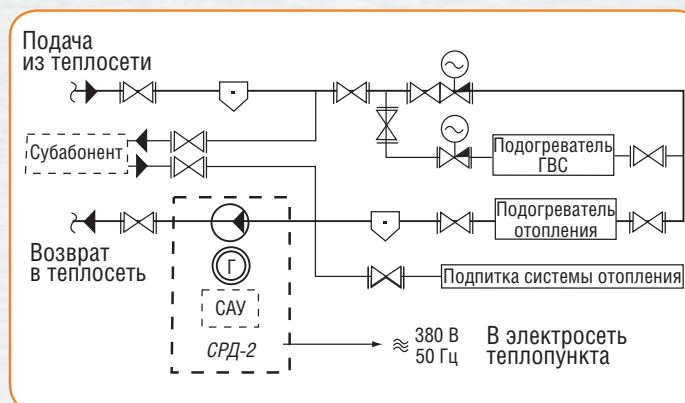 Подача
из теплосети
Субабонент
Подогреватель
ГВС
Подогреватель
отопления
Возврат
в теплосеть
Г
САУ
СРД-2
Подпитка системы отопления
≈ 380 В
50 Гц
В электросеть
теплопункта